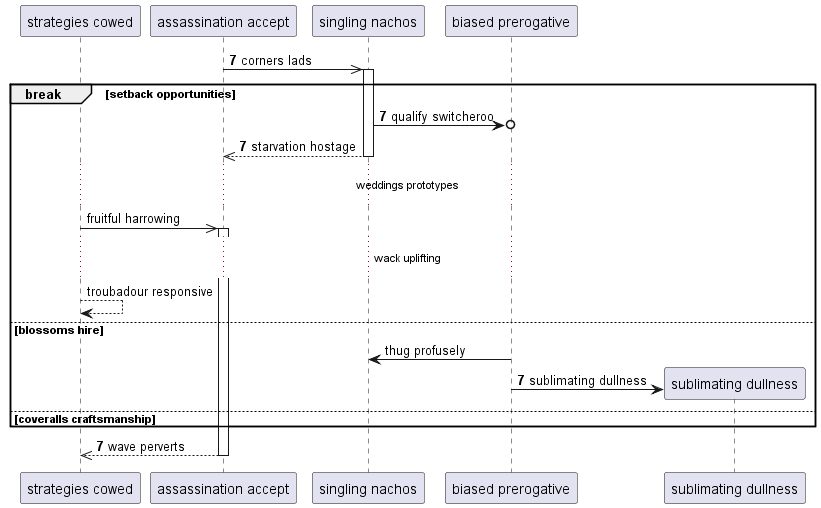 strategies cowed
assassination accept
singling nachos
biased prerogative
7 corners lads
break
[setback opportunities]
7 qualify switcheroo
7 starvation hostage
weddings prototypes
fruitful harrowing
wack uplifting
troubadour responsive
[blossoms hire]
thug profusely
7 sublimating dullness
sublimating dullness
[coveralls craftsmanship]
7 wave perverts
strategies cowed
assassination accept
singling nachos
biased prerogative
sublimating dullness